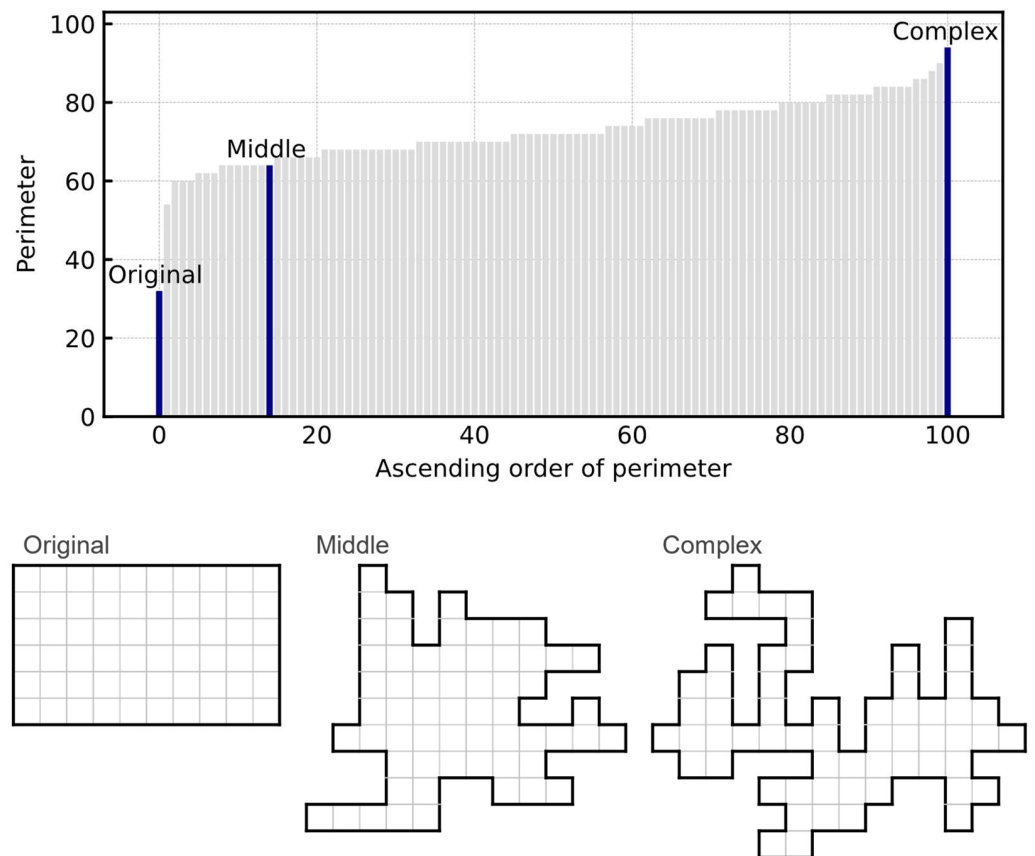 100
80
60
40
20
0
Perimeter
Original
Middle
Complex
0 20 40 60 80 100
Ascending order of perimeter
Original Middle Complex